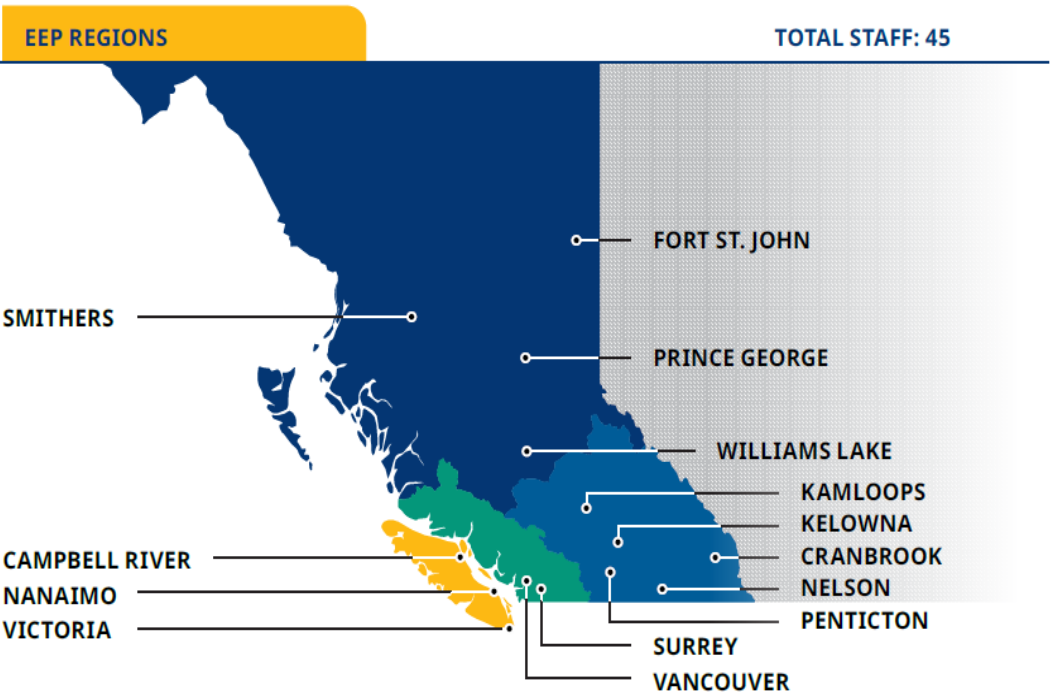 EEP REGIONS
TOTAL STAFF: 45
FORT ST. JOHN
SMITHERS
PRINCE GEORGE
WILLIAMS LAKE
KAMLOOPS
KELOWNA
CRANBROOK
CAMPBELL RIVER
NELSON
NANAIMO
PENTICTON
VICTORIA
SURREY
VANCOUVER